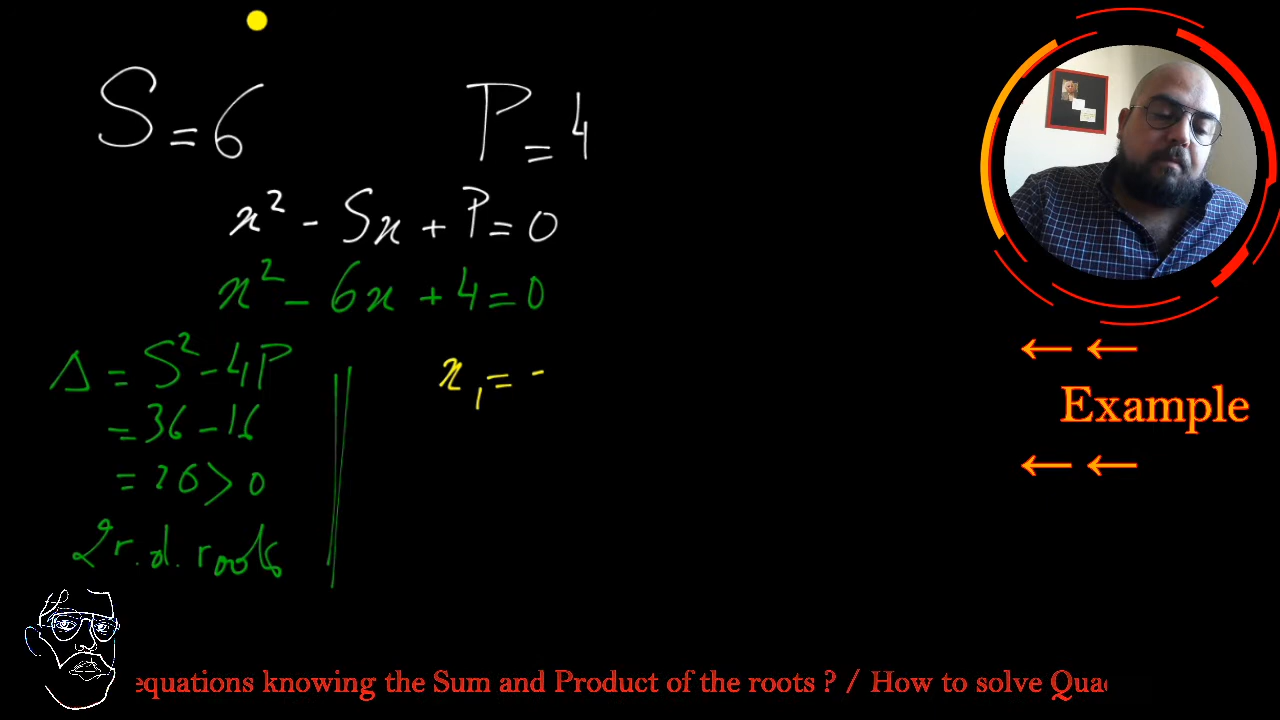 S = 6 P = 4
x² - Sx + P = 0
x² - 6x + 4 = 0
Δ = S² - 4P
= 36 - 16
= 20 > 0
2 r.d. roots
x₁ = -
← ←
Example
← ←
equations knowing the Sum and Product of the roots ? / How to solve Qua